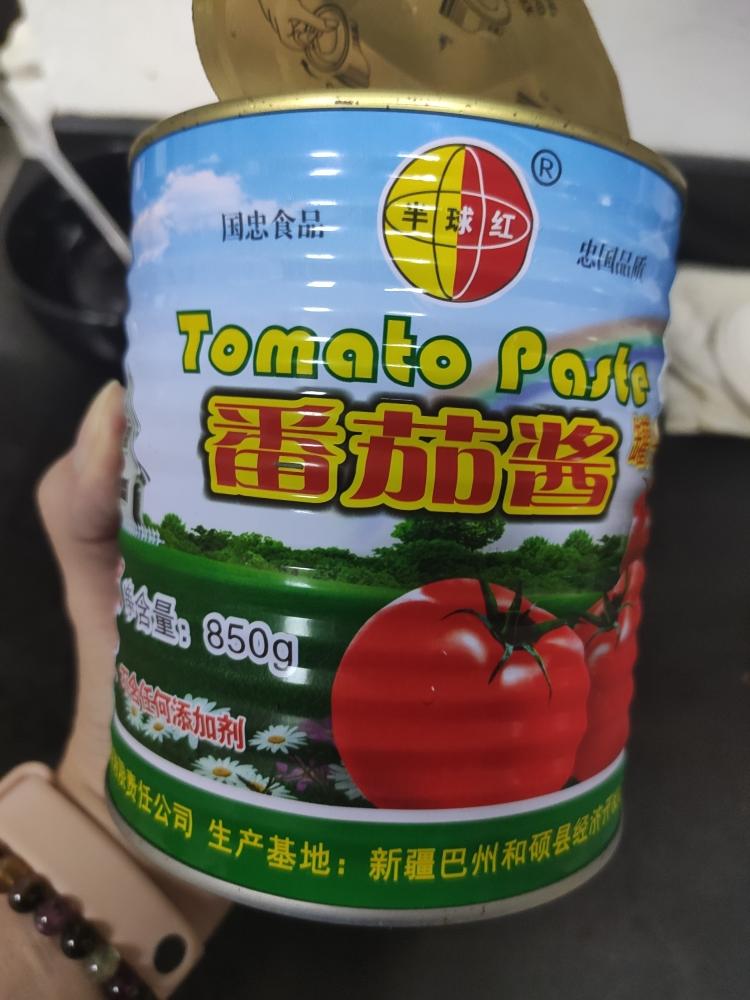 半球红
®
国忠食品
忠国品质
Tomato Paste
番茄酱
净含量：850g
不含任何添加剂
责任公司 生产基地：新疆巴州和硕县经济